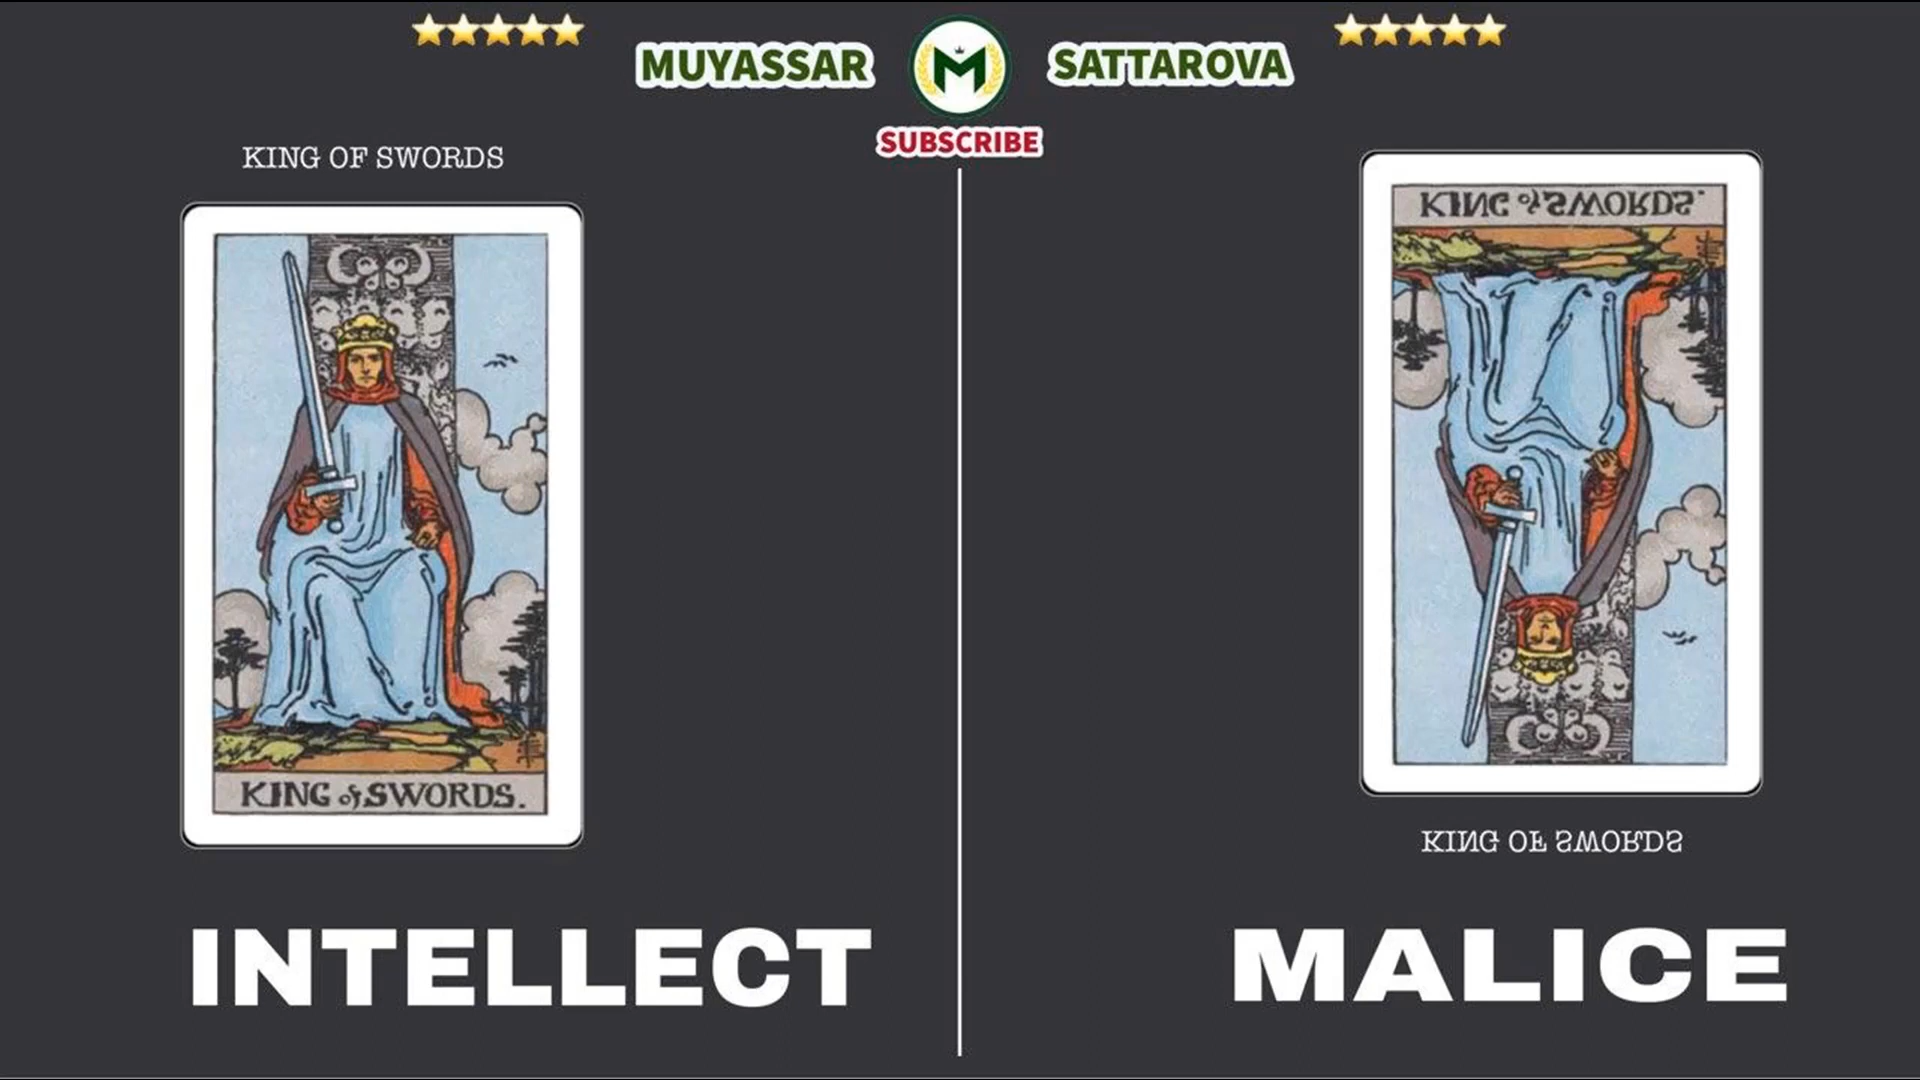 MUYASSAR M SATTAROVA
SUBSCRIBE
KING OF SWORDS
KING of SWORDS.
INTELLECT
KING of SWORDS.
KING OF SWORDS
MALICE